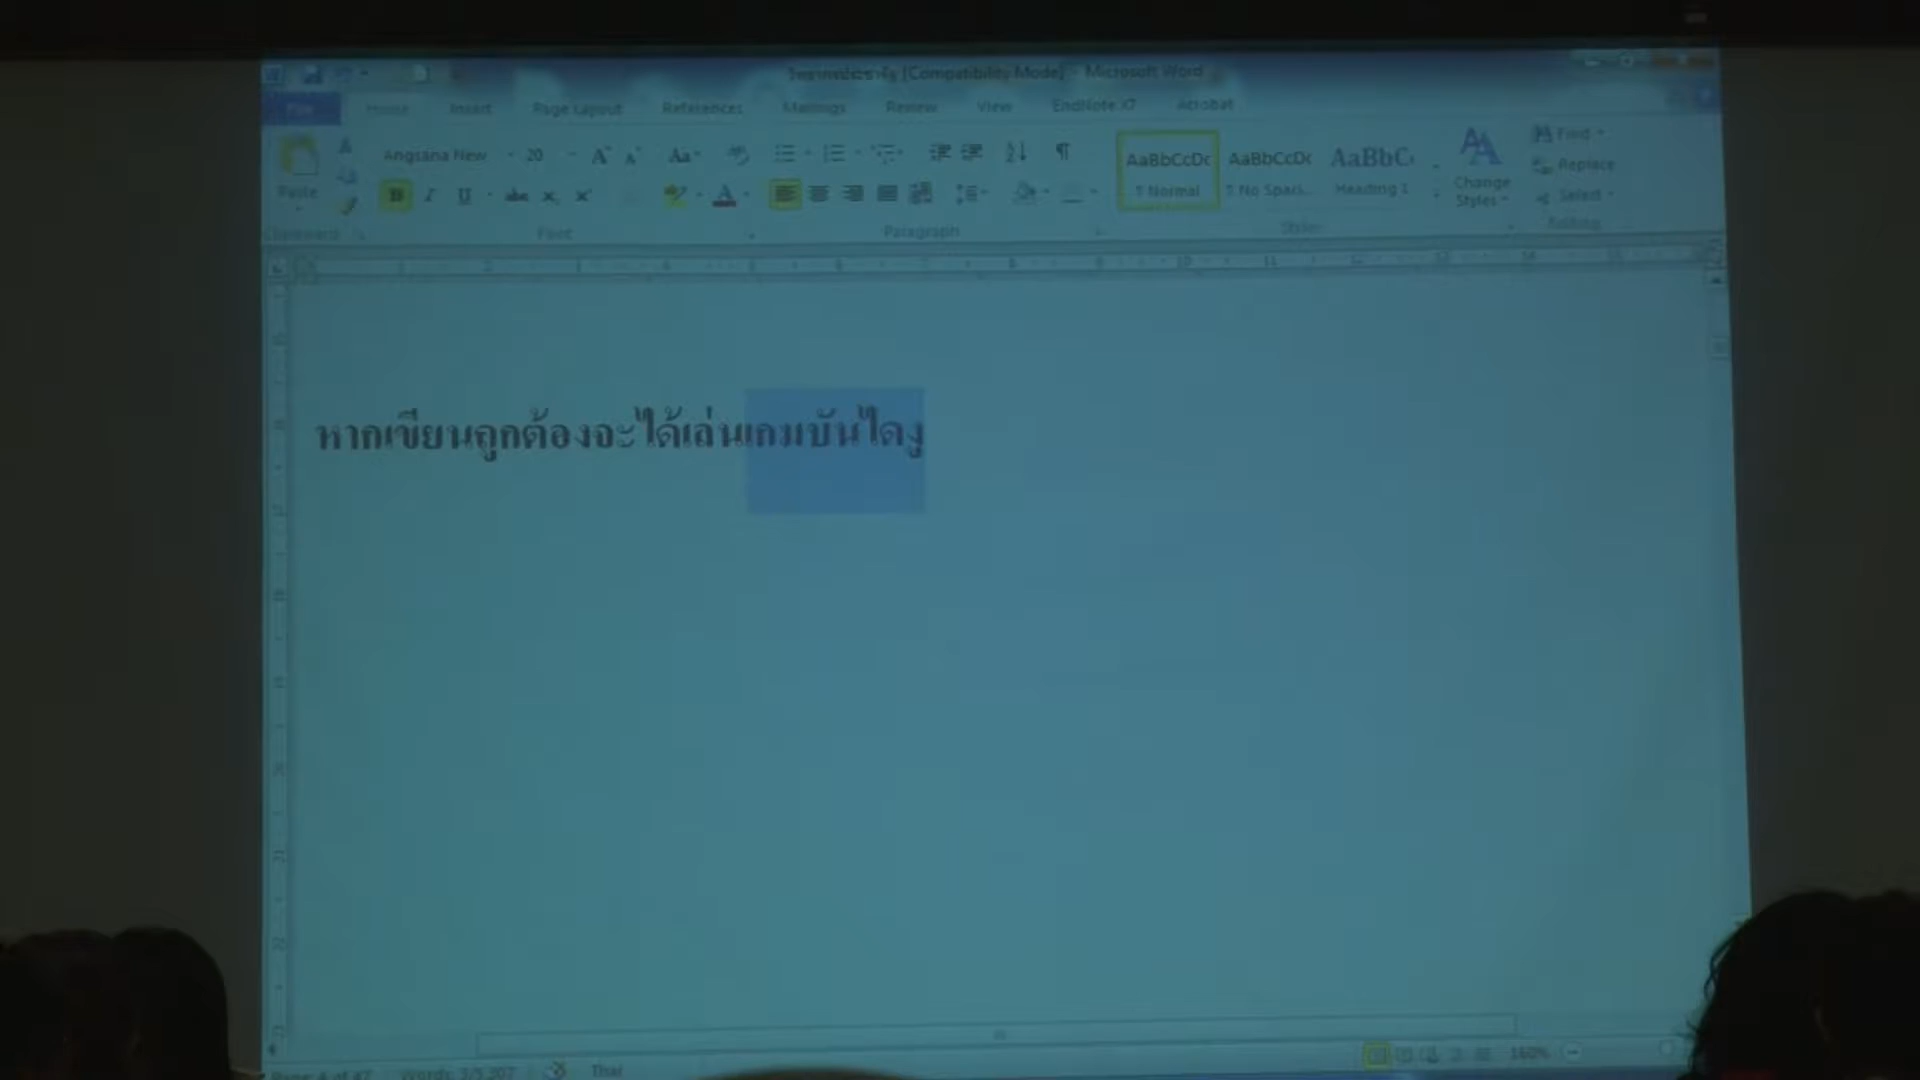 [Compatibility Mode] - Microsoft Word
Home Insert Page Layout References Mailings Review View EndNote X7 Acrobat
Angsana New 20
Find
Replace
Select
Paste
AaBbCcDc AaBbCcDc AaBbC
Normal No Spaci... Heading 1
Change Styles
Font Paragraph Styles Editing
หากเขียนถูกต้องจะได้เล่นเกมบันไดงู
Thai
160%